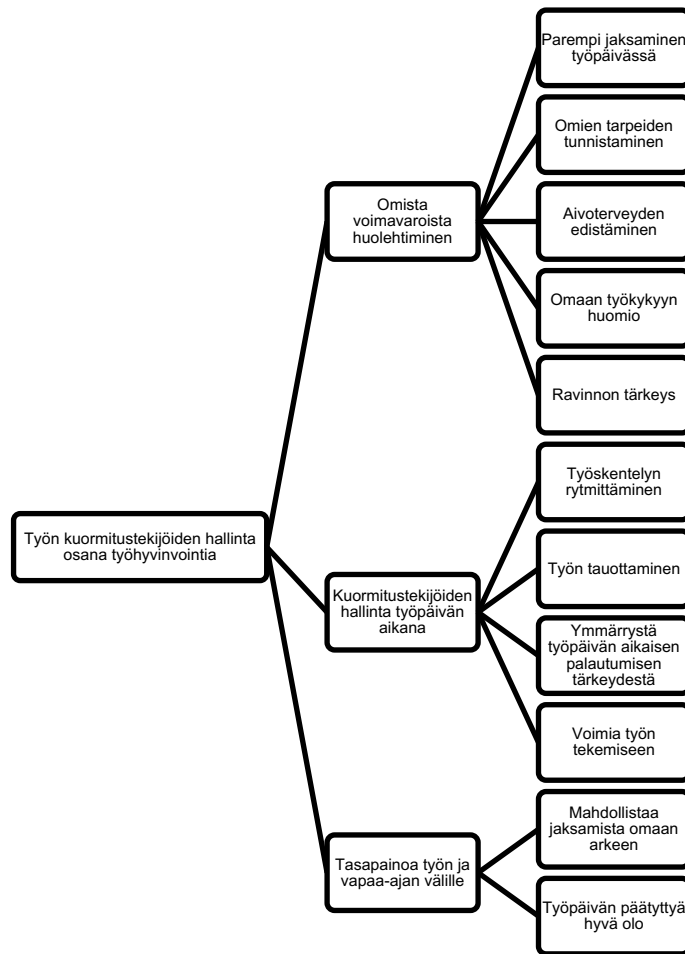 Työn kuormitustekijöiden hallinta
osana työhyvinvointia
Omista
voimavaroista
huolehtiminen
Parempi jaksaminen
työpäivässä
Omien tarpeiden
tunnistaminen
Aivoterveyden
edistäminen
Omaan työkykyyn
huomio
Ravinnon tärkeys
Kuormitustekijöiden
hallinta työpäivän
aikana
Työskentelyn
rytmittäminen
Työn tauottaminen
Ymmärrystä
työpäivän aikaisen
palautumisen
tärkeydestä
Voimia työn
tekemiseen
Tasapainoa työn ja
vapaa-ajan välille
Mahdollistaa
jaksamista omaan
arkeen
Työpäivän päätyttyä
hyvä olo